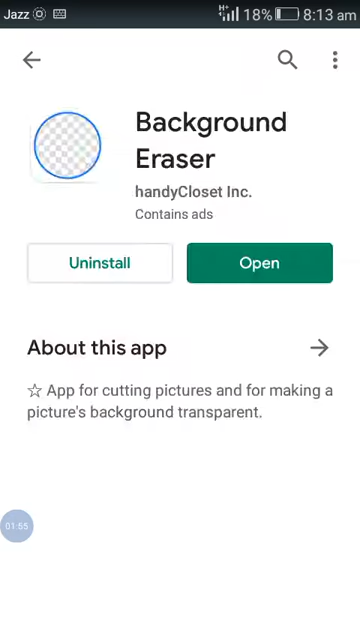 Jazz 18% 8:13 am
Background
Eraser
handyCloset Inc.
Contains ads
Uninstall Open
About this app
☆ App for cutting pictures and for making a
picture's background transparent.
01:55